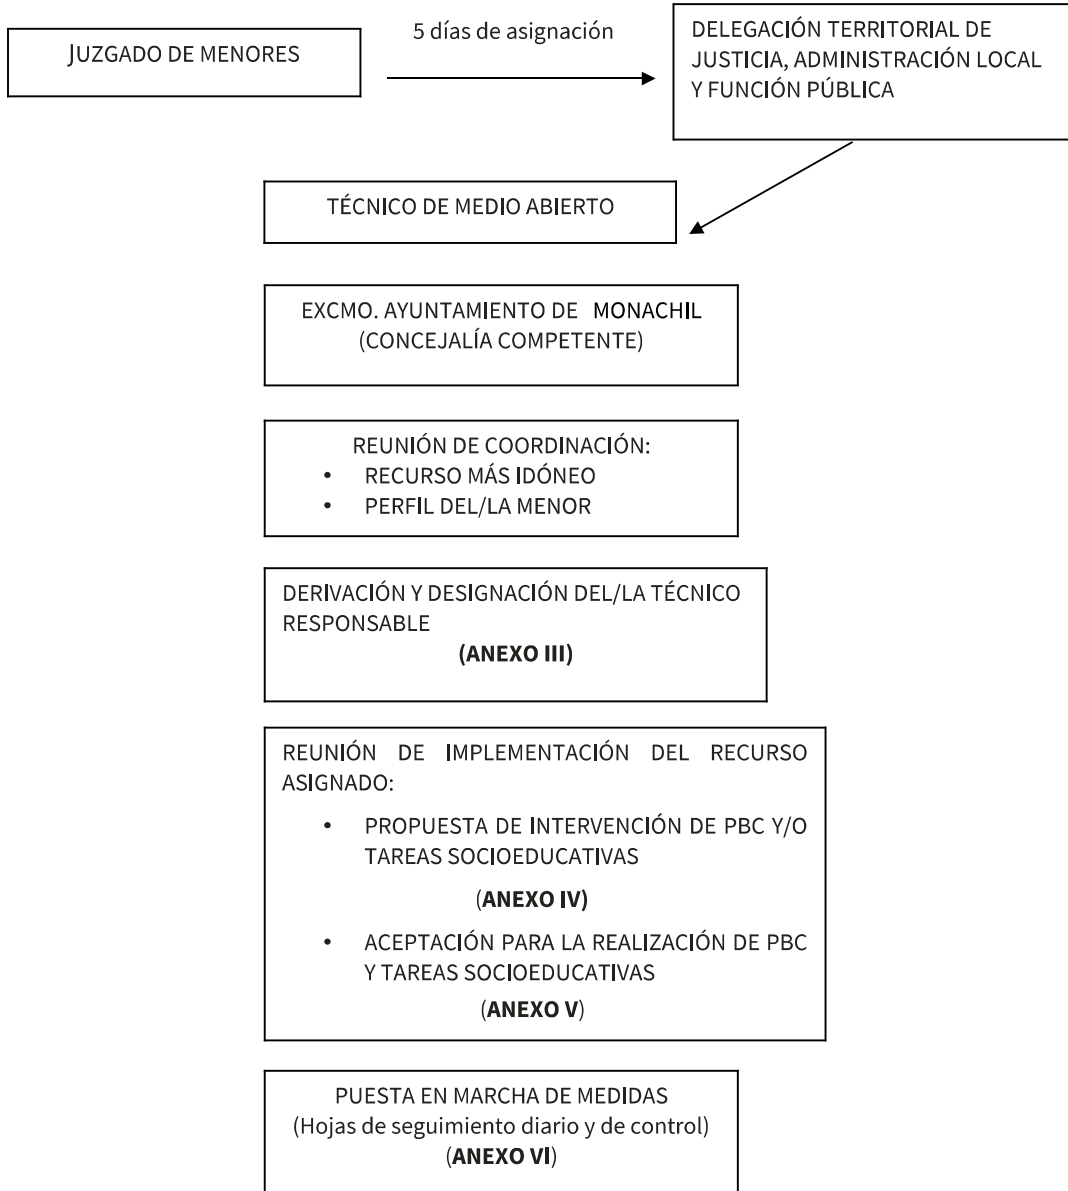 JUZGADO DE MENORES
5 días de asignación
DELEGACIÓN TERRITORIAL DE
JUSTICIA, ADMINISTRACIÓN LOCAL
Y FUNCIÓN PÚBLICA
TÉCNICO DE MEDIO ABIERTO
EXCMO. AYUNTAMIENTO DE MONACHIL
(CONCEJALÍA COMPETENTE)
REUNIÓN DE COORDINACIÓN:
• RECURSO MÁS IDÓNEO
• PERFIL DEL/LA MENOR
DERIVACIÓN Y DESIGNACIÓN DEL/LA TÉCNICO
RESPONSABLE
(ANEXO III)
REUNIÓN DE IMPLEMENTACIÓN DEL RECURSO
ASIGNADO:
• PROPUESTA DE INTERVENCIÓN DE PBC Y/O
TAREAS SOCIOEDUCATIVAS
(ANEXO IV)
• ACEPTACIÓN PARA LA REALIZACIÓN DE PBC
Y TAREAS SOCIOEDUCATIVAS
(ANEXO V)
PUESTA EN MARCHA DE MEDIDAS
(Hojas de seguimiento diario y de control)
(ANEXO VI)